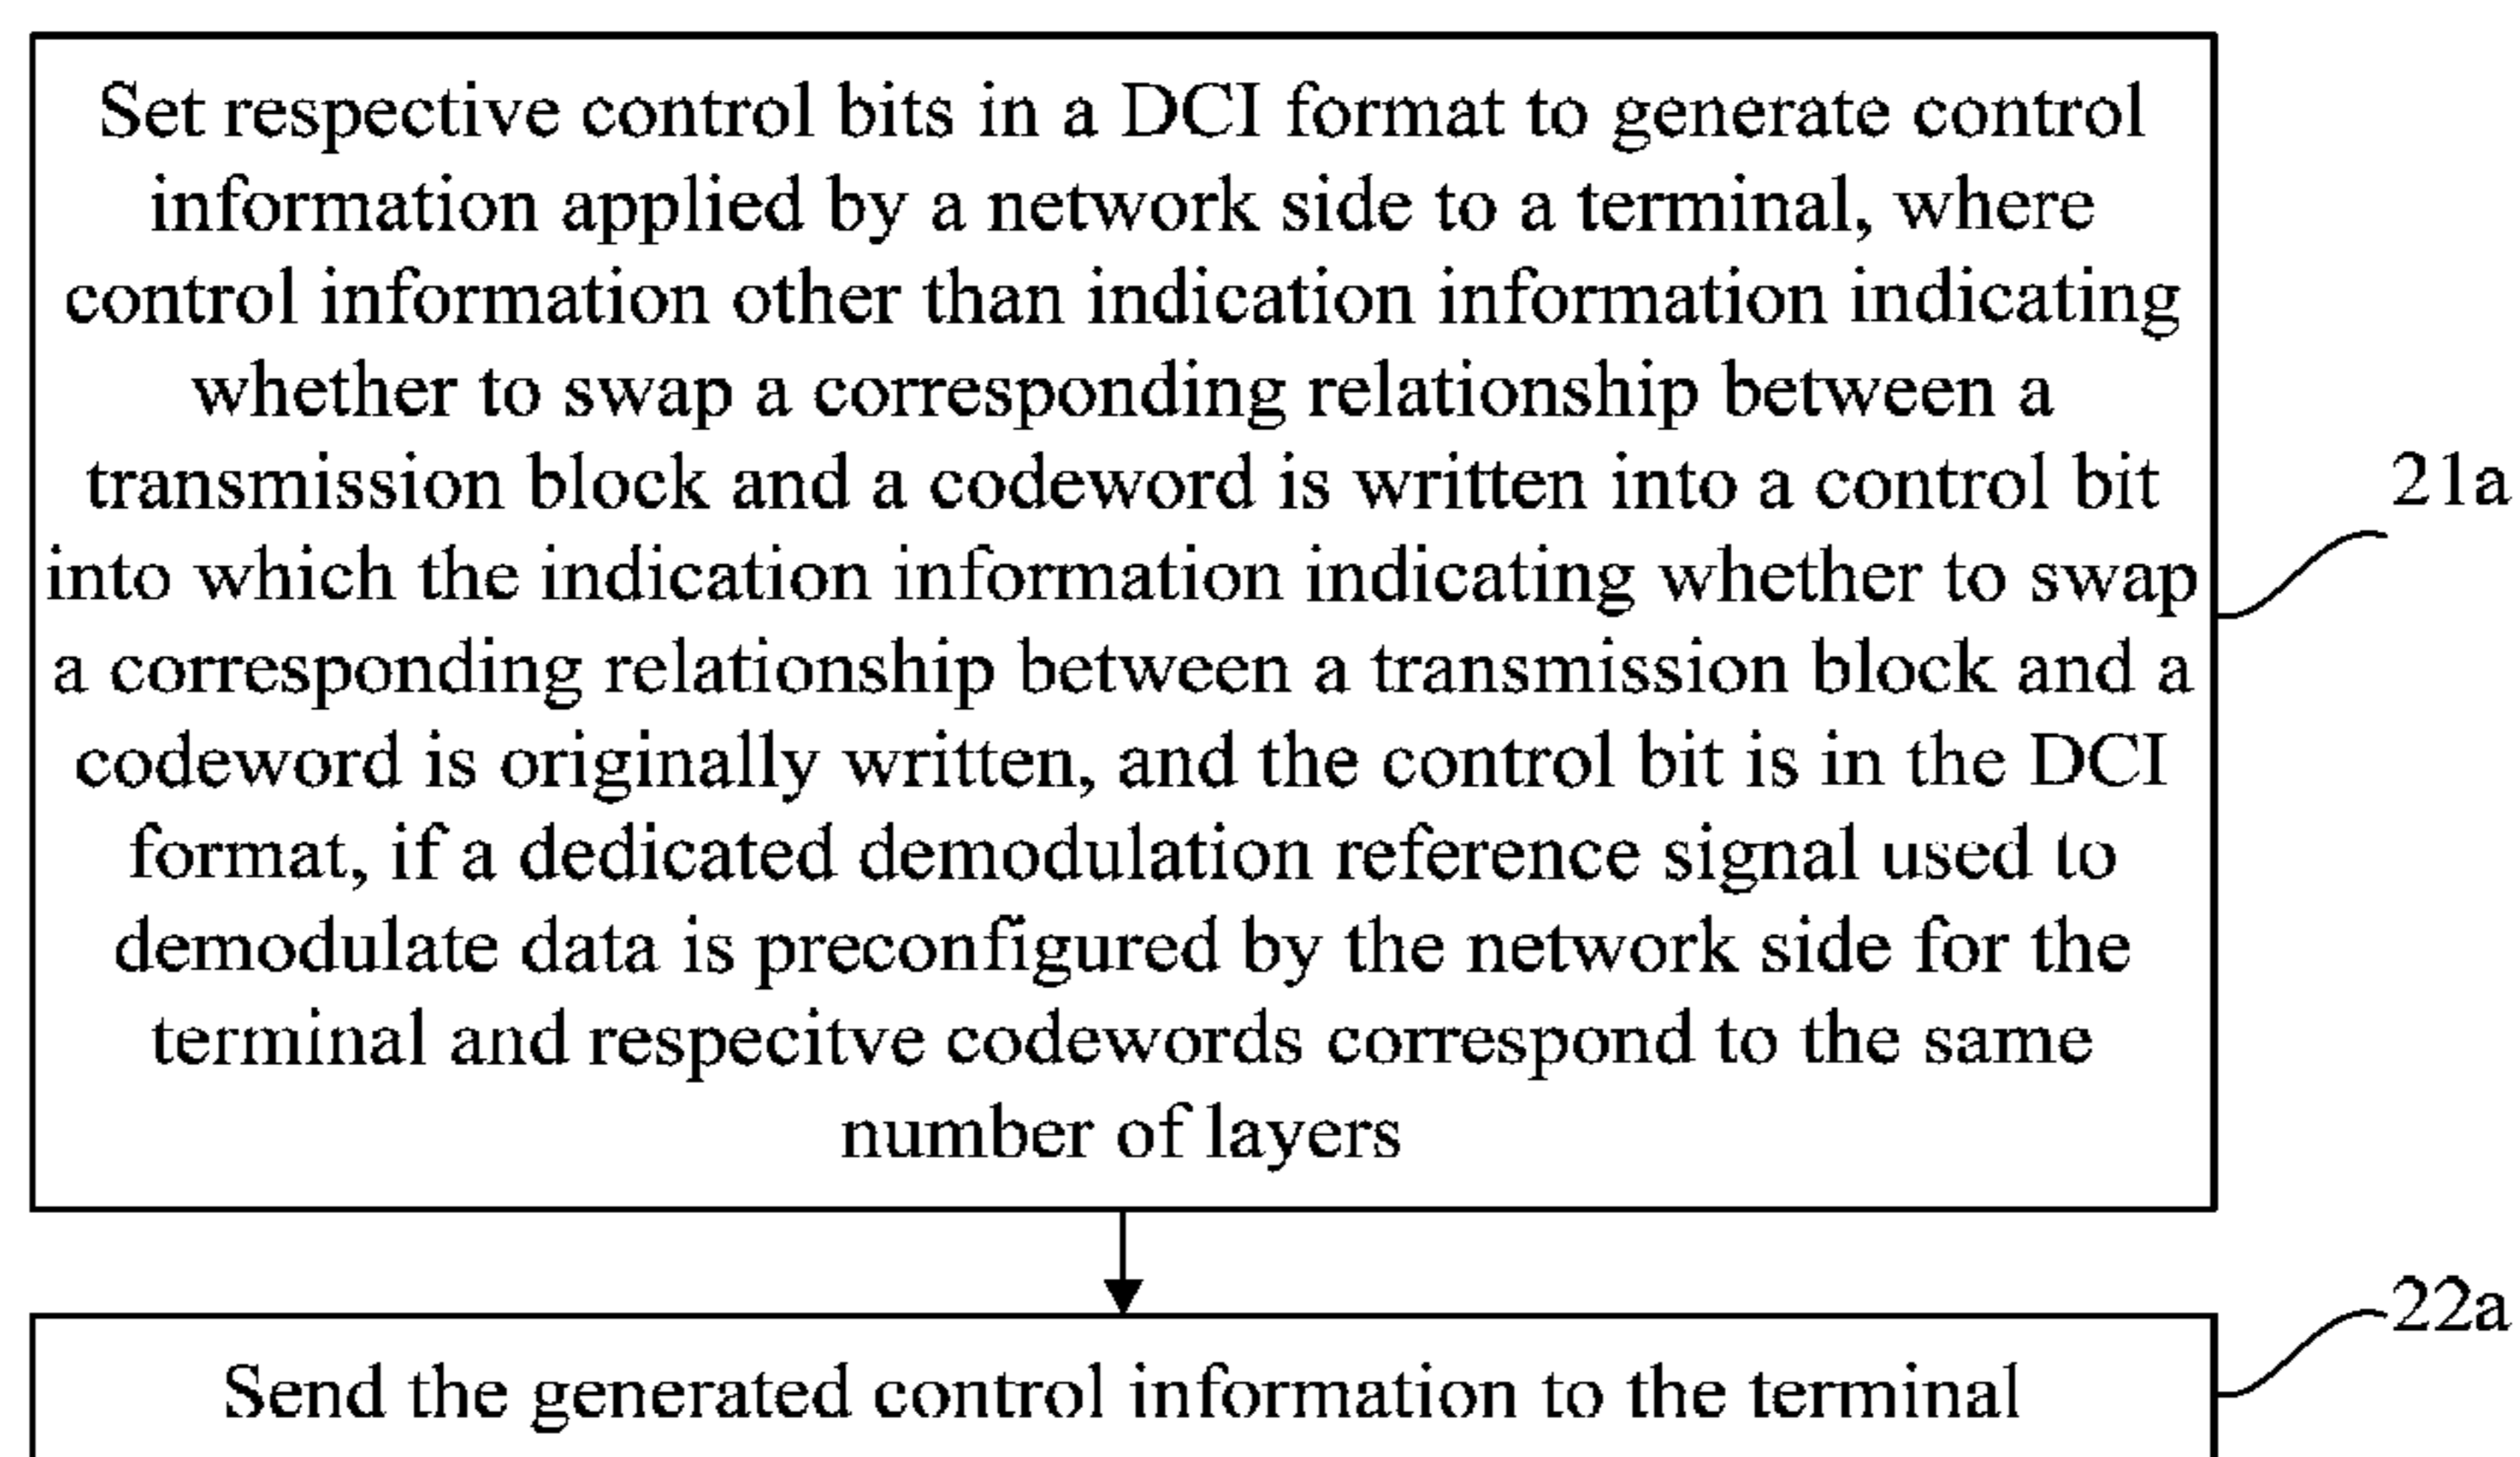 Set respective control bits in a DCI format to generate control
information applied by a network side to a terminal, where
control information other than indication information indicating
whether to swap a corresponding relationship between a
transmission block and a codeword is written into a control bit
21a
into which the indication information indicating whether to swap
a corresponding relationship between a transmission block and a
codeword is originally written, and the control bit is in the DCI
format, if a dedicated demodulation reference signal used to
demodulate data is preconfigured by the network side for the
terminal and respecitve codewords correspond to the same
number of layers
22a
Send the generated control information to the terminal